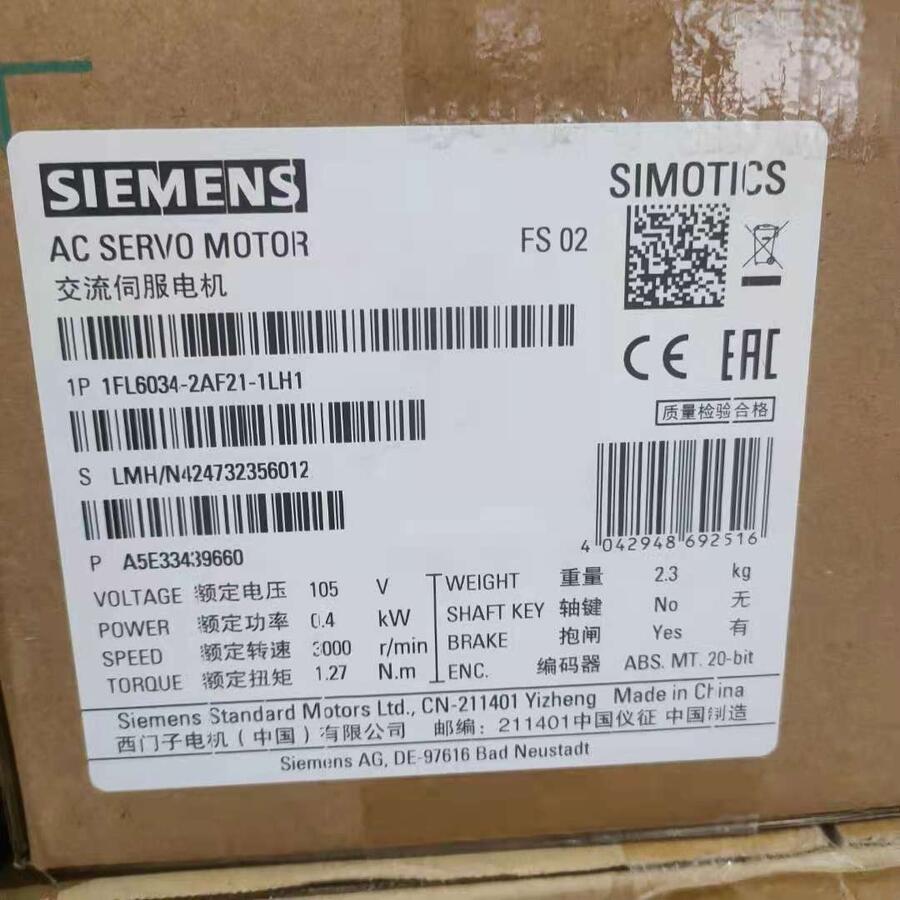 SIEMENS
SIMOTICS
AC SERVO MOTOR
FS 02
交流伺服电机
CE EAC
1P 1FL6034-2AF21-1LH1
质量检验合格
S LMH/N424732356012
4 042948 692516
P A5E33439660
VOLTAGE 额定电压 105 V
POWER 额定功率 0.4 kW
SPEED 额定转速 3000 r/min
TORQUE 额定扭矩 1.27 N.m
WEIGHT 重量 2.3 kg
SHAFT KEY 轴键 No 无
BRAKE 抱闸 Yes 有
ENC. 编码器 ABS. MT. 20-bit
Siemens Standard Motors Ltd., CN-211401 Yizheng Made in China
西门子电机（中国）有限公司 邮编：211401中国仪征 中国制造
Siemens AG, DE-97616 Bad Neustadt